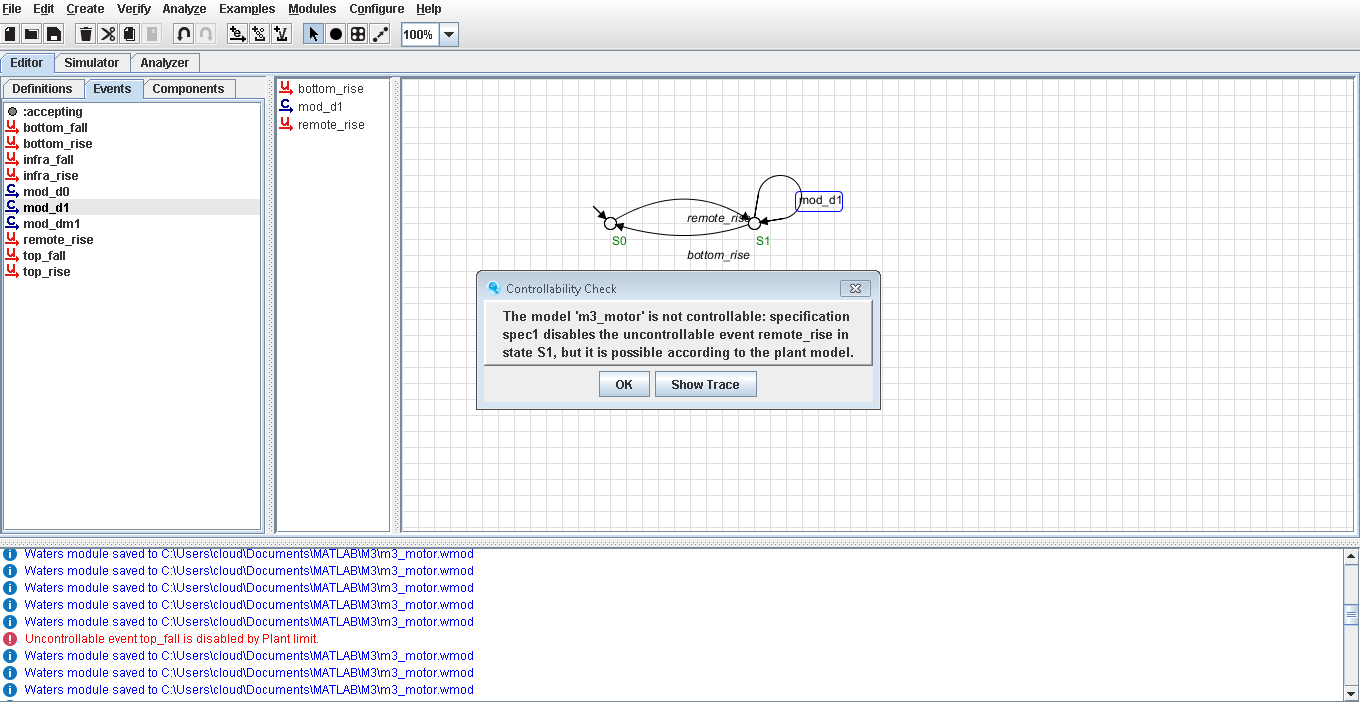 File Edit Create Verify Analyze Examples Modules Configure Help
100%
Editor Simulator Analyzer
Definitions Events Components
:accepting
bottom_fall
bottom_rise
infra_fall
infra_rise
mod_d0
mod_d1
mod_dm1
remote_rise
top_fall
top_rise
bottom_rise
mod_d1
remote_rise
mod_d1
remote_rise
S0
S1
bottom_rise
Controllability Check
The model 'm3_motor' is not controllable: specification
spec1 disables the uncontrollable event remote_rise in
state S1, but it is possible according to the plant model.
OK Show Trace
Waters module saved to C:\Users\cloud\Documents\MATLAB\M3\m3_motor.wmod
Waters module saved to C:\Users\cloud\Documents\MATLAB\M3\m3_motor.wmod
Waters module saved to C:\Users\cloud\Documents\MATLAB\M3\m3_motor.wmod
Waters module saved to C:\Users\cloud\Documents\MATLAB\M3\m3_motor.wmod
Waters module saved to C:\Users\cloud\Documents\MATLAB\M3\m3_motor.wmod
Uncontrollable event top_fall is disabled by Plant limit.
Waters module saved to C:\Users\cloud\Documents\MATLAB\M3\m3_motor.wmod
Waters module saved to C:\Users\cloud\Documents\MATLAB\M3\m3_motor.wmod
Waters module saved to C:\Users\cloud\Documents\MATLAB\M3\m3_motor.wmod